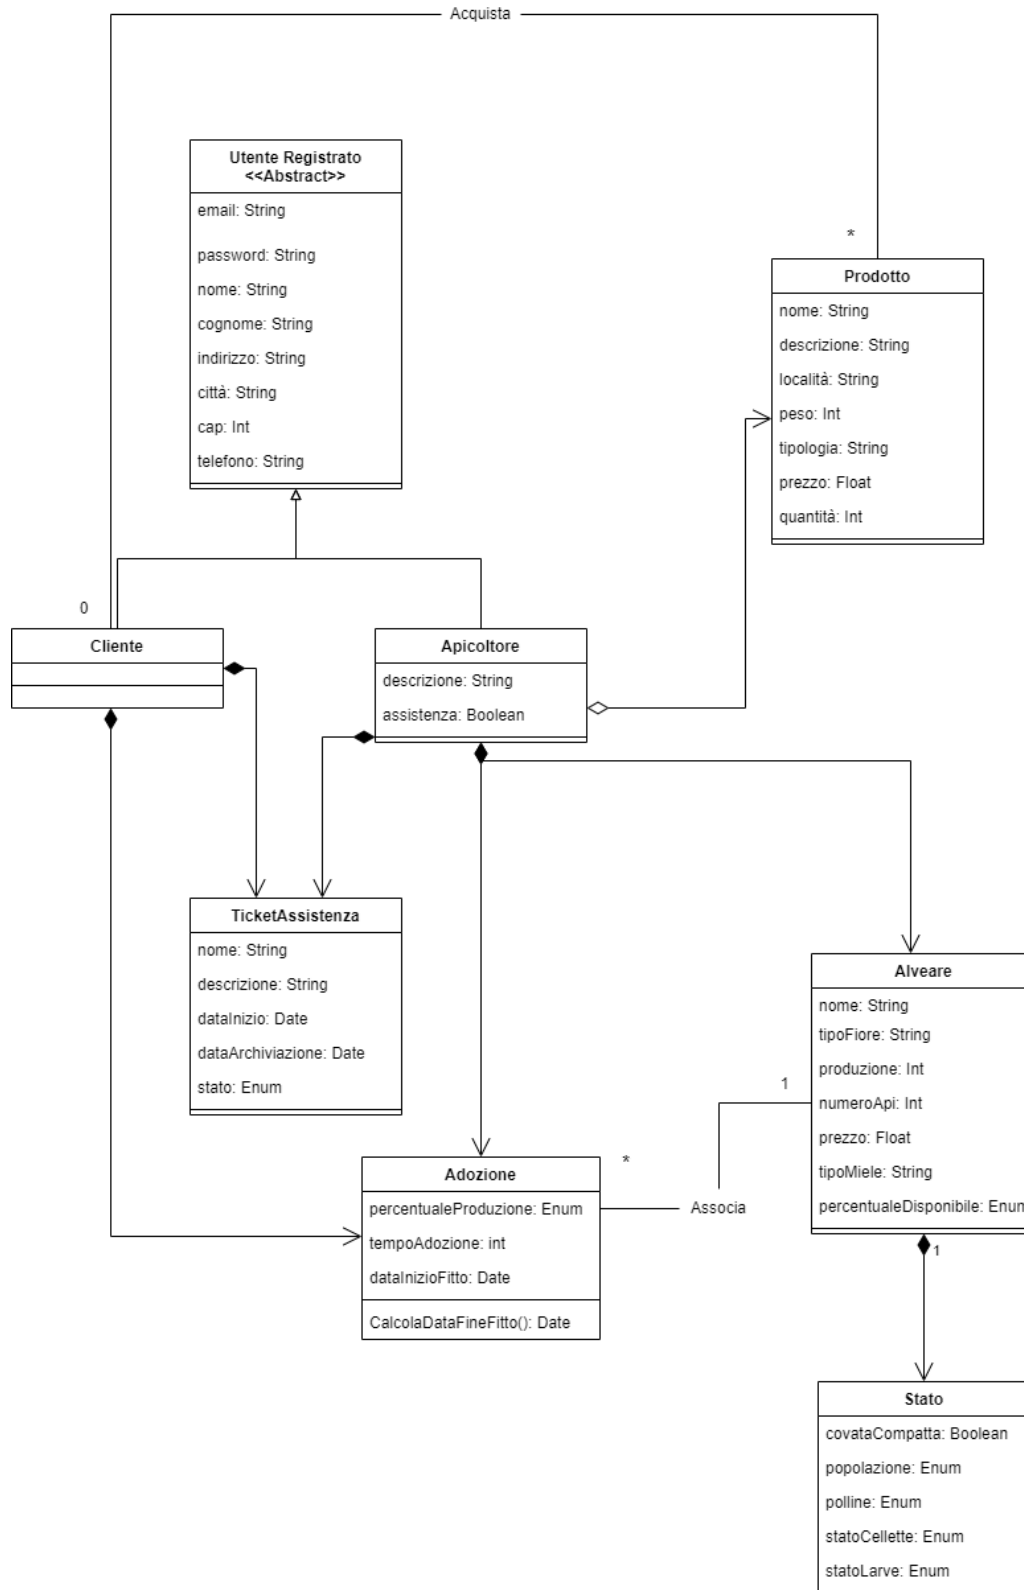 Acquista
Utente Registrato
<<Abstract>>
email: String
password: String
nome: String
cognome: String
indirizzo: String
città: String
cap: Int
telefono: String
*
Prodotto
nome: String
descrizione: String
località: String
peso: Int
tipologia: String
prezzo: Float
quantità: Int
0
Cliente
Apicoltore
descrizione: String
assistenza: Boolean
TicketAssistenza
nome: String
descrizione: String
dataInizio: Date
dataArchiviazione: Date
stato: Enum
Alveare
nome: String
tipoFiore: String
produzione: Int
numeroApi: Int
prezzo: Float
tipoMiele: String
percentualeDisponibile: Enum
1
*
Associa
Adozione
percentualeProduzione: Enum
tempoAdozione: int
dataInizioFitto: Date
CalcolaDataFineFitto(): Date
1
Stato
covataCompatta: Boolean
popolazione: Enum
polline: Enum
statoCellette: Enum
statoLarve: Enum